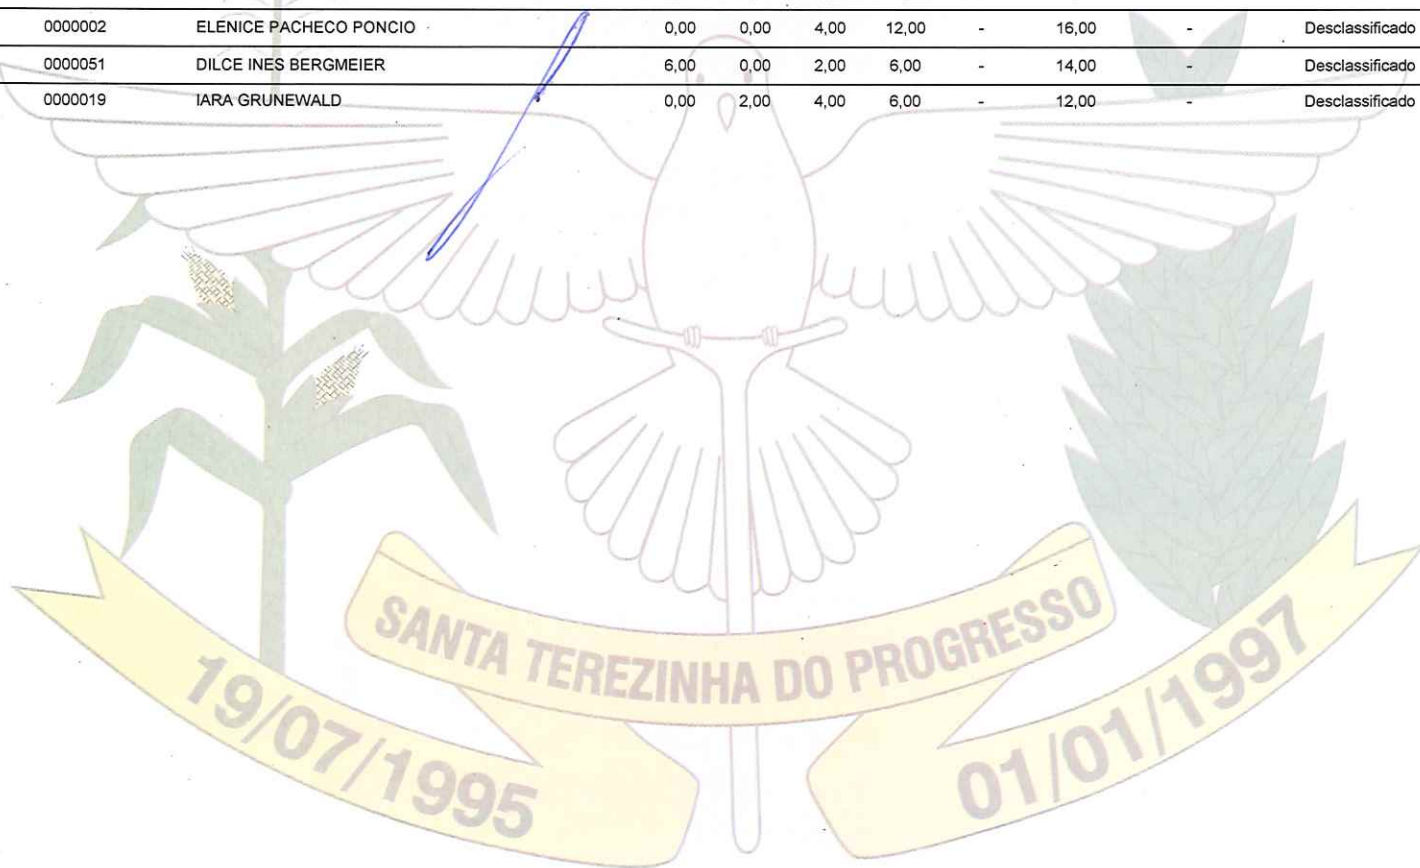 0000002 ELENICE PACHECO PONCIO 0,00 0,00 4,00 12,00 - 16,00 - Desclassificado
0000051 DILCE INES BERGMEIER 6,00 0,00 2,00 6,00 - 14,00 - Desclassificado
0000019 IARA GRUNEWALD 0,00 2,00 4,00 6,00 - 12,00 - Desclassificado
SANTA TEREZINHA DO PROGRESSO
19/07/1995
01/01/1997